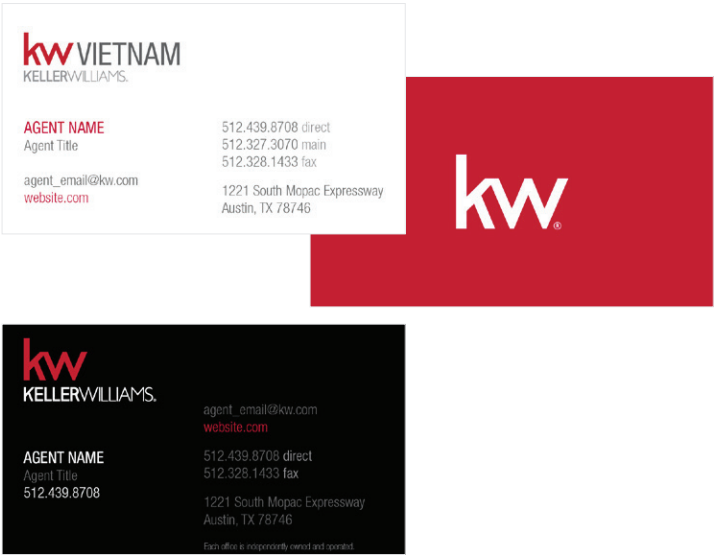 kw VIETNAM
KELLERWILLIAMS.
AGENT NAME
Agent Title
agent_email@kw.com
website.com
512.439.8708 direct
512.327.3070 main
512.328.1433 fax
1221 South Mopac Expressway
Austin, TX 78746
kw®
kw
KELLERWILLIAMS.
AGENT NAME
Agent Title
512.439.8708
agent_email@kw.com
website.com
512.439.8708 direct
512.328.1433 fax
1221 South Mopac Expressway
Austin, TX 78746
Each office is independently owned and operated.